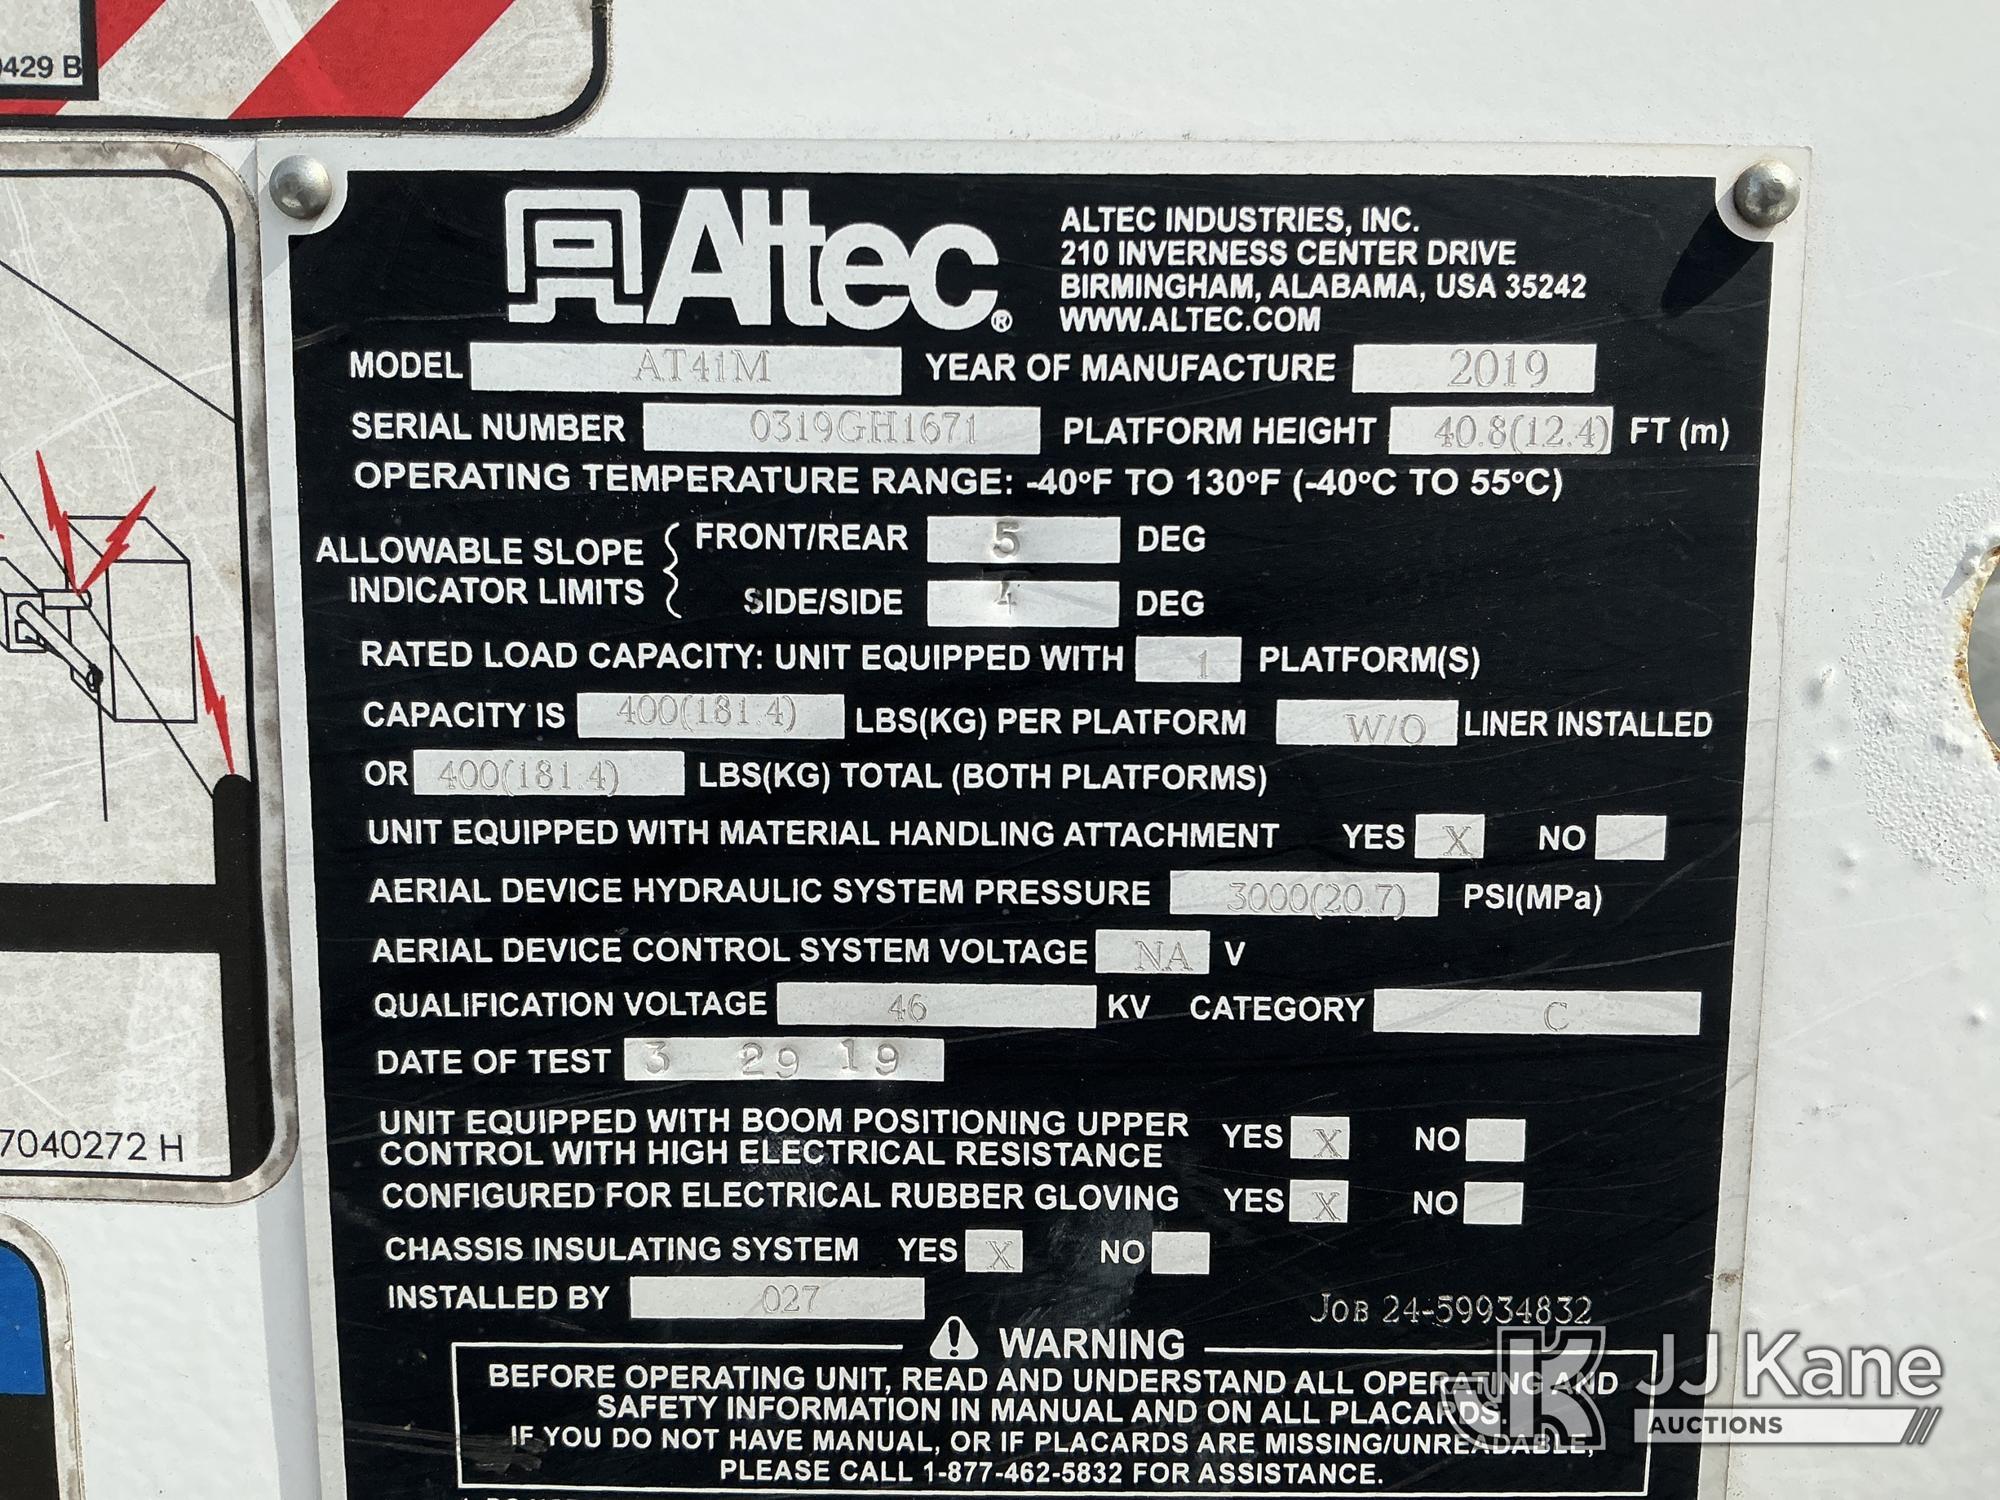 0429 B
Altec®
ALTEC INDUSTRIES, INC.
210 INVERNESS CENTER DRIVE
BIRMINGHAM, ALABAMA, USA 35242
WWW.ALTEC.COM
MODEL AT41M YEAR OF MANUFACTURE 2019
SERIAL NUMBER 0319GH1671 PLATFORM HEIGHT 40.8(12.4) FT (m)
OPERATING TEMPERATURE RANGE: -40°F TO 130°F (-40°C TO 55°C)
ALLOWABLE SLOPE INDICATOR LIMITS
FRONT/REAR 5 DEG
SIDE/SIDE 4 DEG
RATED LOAD CAPACITY: UNIT EQUIPPED WITH 1 PLATFORM(S)
CAPACITY IS 400(181.4) LBS(KG) PER PLATFORM W/O LINER INSTALLED
OR 400(181.4) LBS(KG) TOTAL (BOTH PLATFORMS)
UNIT EQUIPPED WITH MATERIAL HANDLING ATTACHMENT YES X NO
AERIAL DEVICE HYDRAULIC SYSTEM PRESSURE 3000(20.7) PSI(MPa)
AERIAL DEVICE CONTROL SYSTEM VOLTAGE NA V
QUALIFICATION VOLTAGE 46 KV CATEGORY C
DATE OF TEST 3 29 19
UNIT EQUIPPED WITH BOOM POSITIONING UPPER
CONTROL WITH HIGH ELECTRICAL RESISTANCE YES X NO
CONFIGURED FOR ELECTRICAL RUBBER GLOVING YES X NO
CHASSIS INSULATING SYSTEM YES X NO
INSTALLED BY 027
JOB 24-59934832
WARNING
BEFORE OPERATING UNIT, READ AND UNDERSTAND ALL OPERATING AND
SAFETY INFORMATION IN MANUAL AND ON ALL PLACARDS.
IF YOU DO NOT HAVE MANUAL, OR IF PLACARDS ARE MISSING/UNREADABLE,
PLEASE CALL 1-877-462-5832 FOR ASSISTANCE.
7040272 H
JJ Kane
AUCTIONS